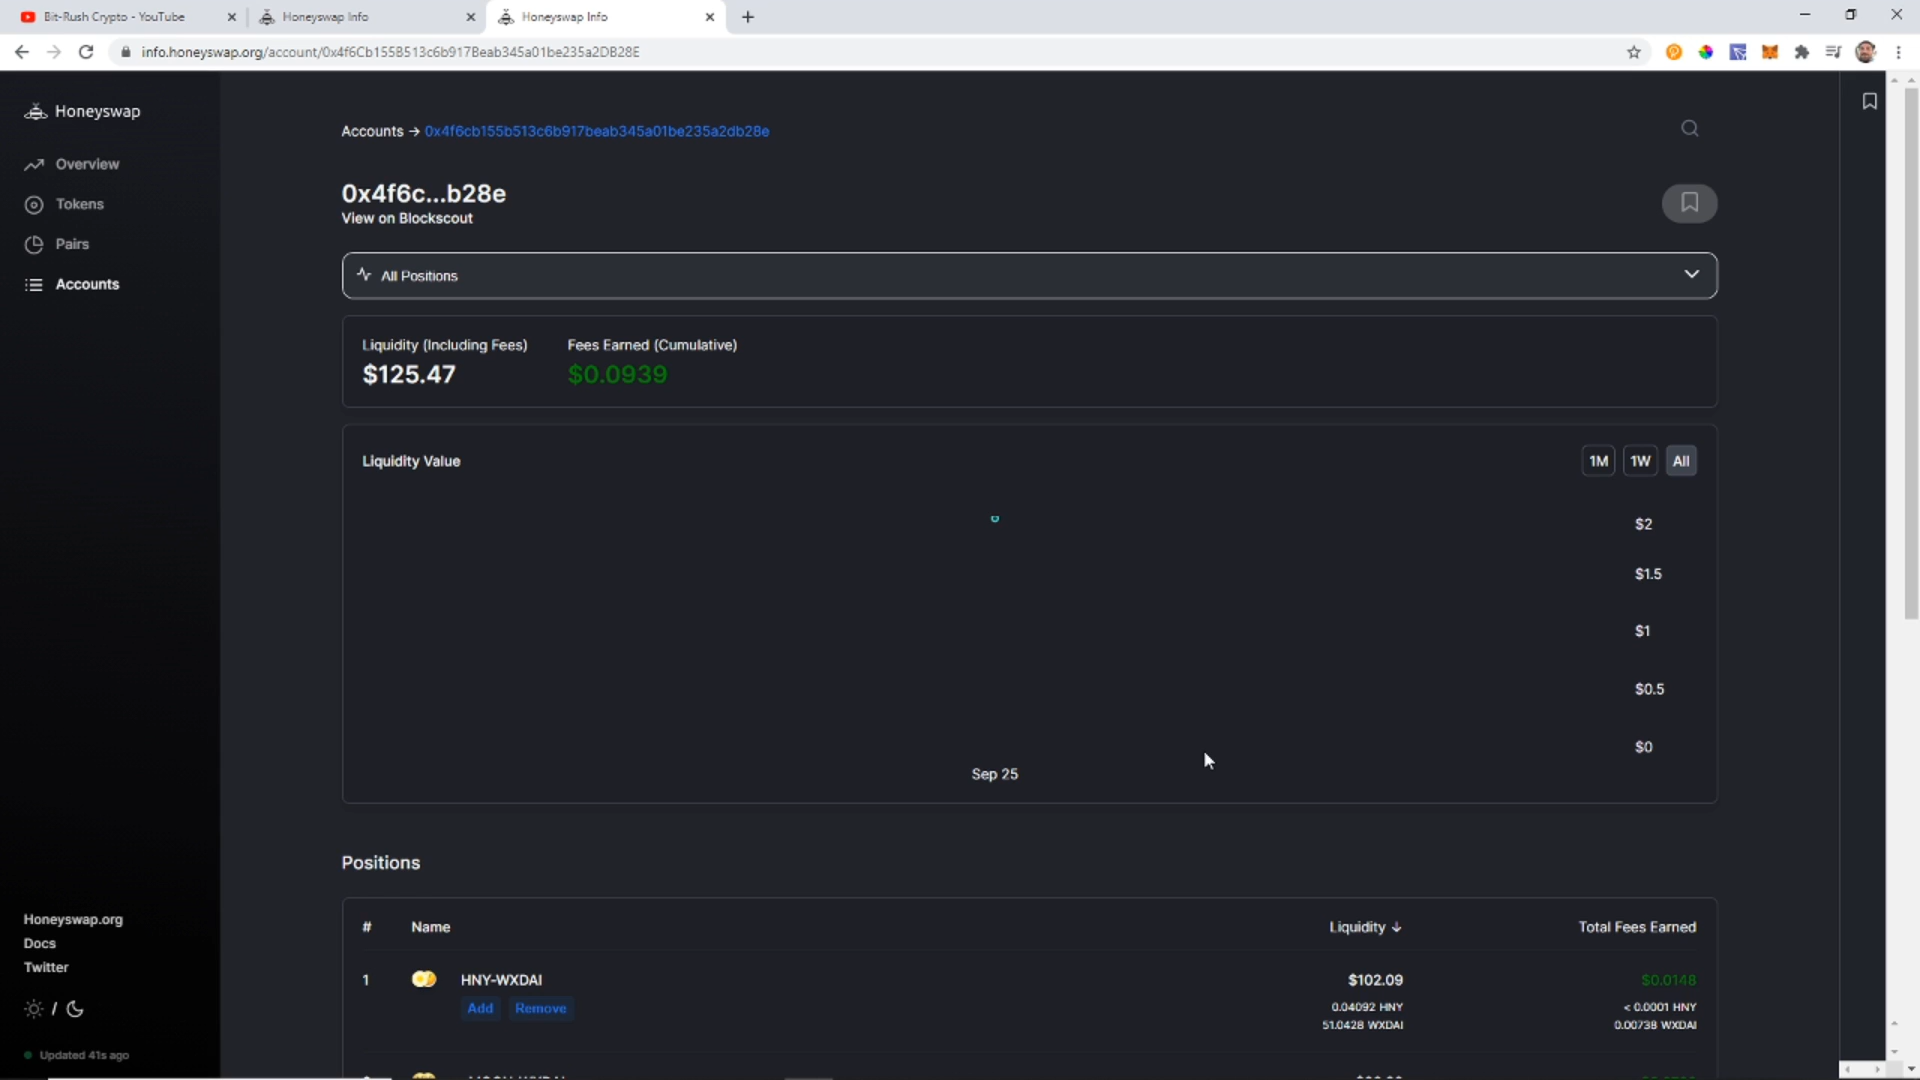 Bit-Rush Crypto - YouTube
Honeyswap Info
Honeyswap Info
info.honeyswap.org/account/0x4f6Cb155B513c6b917Beab345a01be235a2DB28E
Honeyswap
Overview
Tokens
Pairs
Accounts
Accounts → 0x4f6cb155b513c6b917beab345a01be235a2db28e
0x4f6c...b28e
View on Blockscout
All Positions
Liquidity (Including Fees)
$125.47
Fees Earned (Cumulative)
$0.0939
Liquidity Value
1M
1W
All
$2
$1.5
$1
$0.5
$0
Sep 25
Positions
# Name Liquidity ↓ Total Fees Earned
1 HNY-WXDAI $102.09 $0.0148
Add Remove
0.04092 HNY < 0.0001 HNY
51.0428 WXDAI 0.00738 WXDAI
Honeyswap.org
Docs
Twitter
/
Updated 41s ago